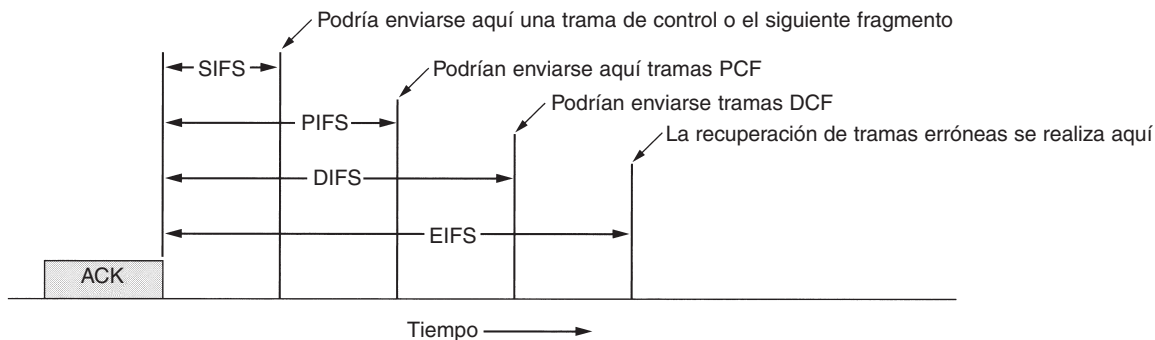 Podría enviarse aquí una trama de control o el siguiente fragmento
SIFS
Podrían enviarse aquí tramas PCF
PIFS
Podrían enviarse tramas DCF
La recuperación de tramas erróneas se realiza aquí
DIFS
EIFS
ACK
Tiempo